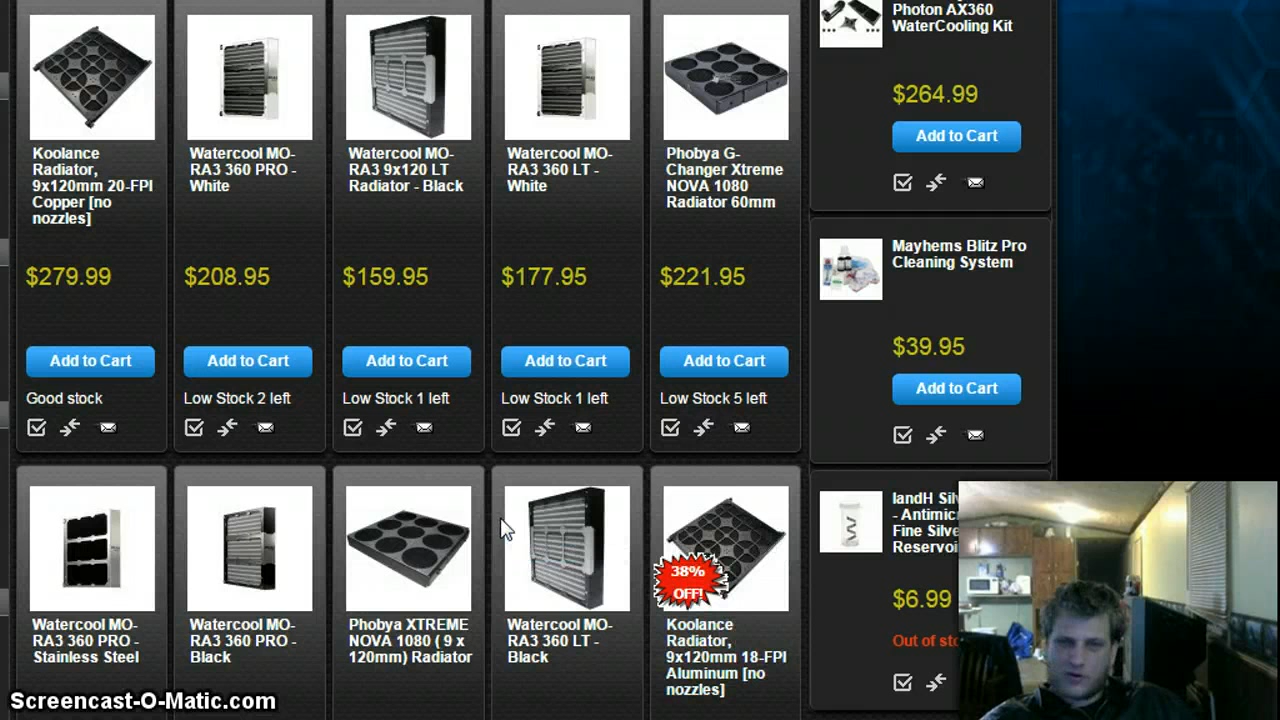 Koolance
Radiator,
9x120mm 20-FPI
Copper [no
nozzles]
$279.99
Add to Cart
Good stock
Watercool MO-
RA3 360 PRO -
White
$208.95
Add to Cart
Low Stock 2 left
Watercool MO-
RA3 9x120 LT
Radiator - Black
$159.95
Add to Cart
Low Stock 1 left
Watercool MO-
RA3 360 LT -
White
$177.95
Add to Cart
Low Stock 1 left
Phobya G-
Changer Xtreme
NOVA 1080
Radiator 60mm
$221.95
Add to Cart
Low Stock 5 left
Photon AX360
WaterCooling Kit
$264.99
Add to Cart
Mayhems Blitz Pro
Cleaning System
$39.95
Add to Cart
Watercool MO-
RA3 360 PRO -
Stainless Steel
Watercool MO-
RA3 360 PRO -
Black
Phobya XTREME
NOVA 1080 ( 9 x
120mm) Radiator
Watercool MO-
RA3 360 LT -
Black
38%
OFF!
Koolance
Radiator,
9x120mm 18-FPI
Aluminum [no
nozzles]
IandH Sil
- Antimic
Fine Silve
Reservoi
$6.99
Out of sto
Screencast-O-Matic.com